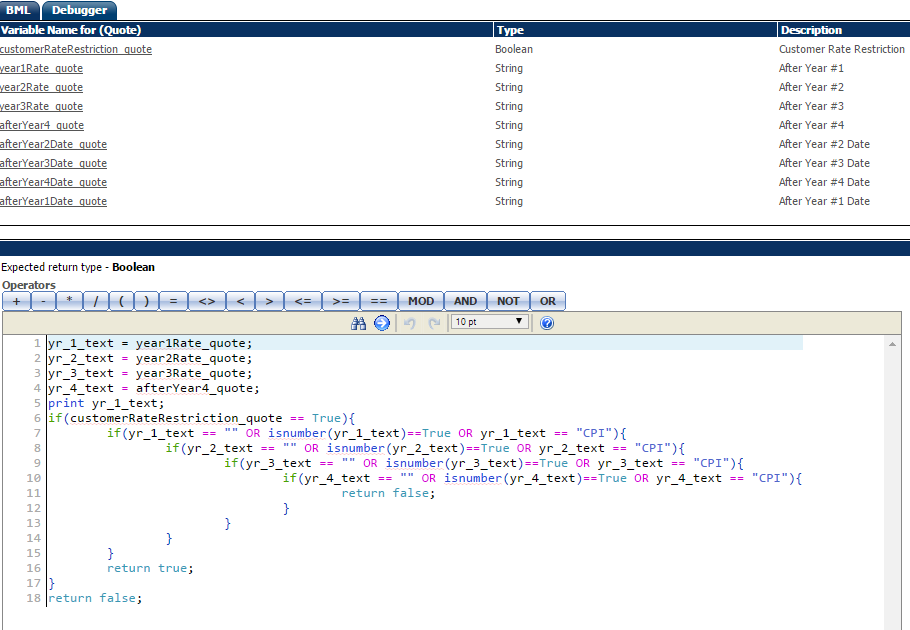 BML Debugger
Variable Name for (Quote) Type Description
customerRateRestriction_quote Boolean Customer Rate Restriction
year1Rate_quote String After Year #1
year2Rate_quote String After Year #2
year3Rate_quote String After Year #3
afterYear4_quote String After Year #4
afterYear2Date_quote String After Year #2 Date
afterYear3Date_quote String After Year #3 Date
afterYear4Date_quote String After Year #4 Date
afterYear1Date_quote String After Year #1 Date
Expected return type - Boolean
Operators
+ - * / ( ) = <> < > <= >= == MOD AND NOT OR
10 pt
1 yr_1_text = year1Rate_quote;
2 yr_2_text = year2Rate_quote;
3 yr_3_text = year3Rate_quote;
4 yr_4_text = afterYear4_quote;
5 print yr_1_text;
6 if(customerRateRestriction_quote == True){
7 if(yr_1_text == "" OR isnumber(yr_1_text)==True OR yr_1_text == "CPI"){
8 if(yr_2_text == "" OR isnumber(yr_2_text)==True OR yr_2_text == "CPI"){
9 if(yr_3_text == "" OR isnumber(yr_3_text)==True OR yr_3_text == "CPI"){
10 if(yr_4_text == "" OR isnumber(yr_4_text)==True OR yr_4_text == "CPI"){
11 return false;
12 }
13 }
14 }
15 }
16 return true;
17 }
18 return false;